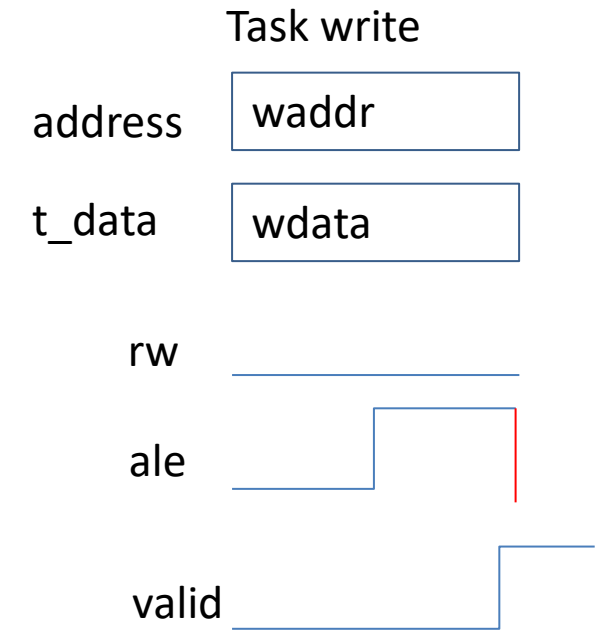 Task write
address waddr
t_data wdata
rw
ale
valid